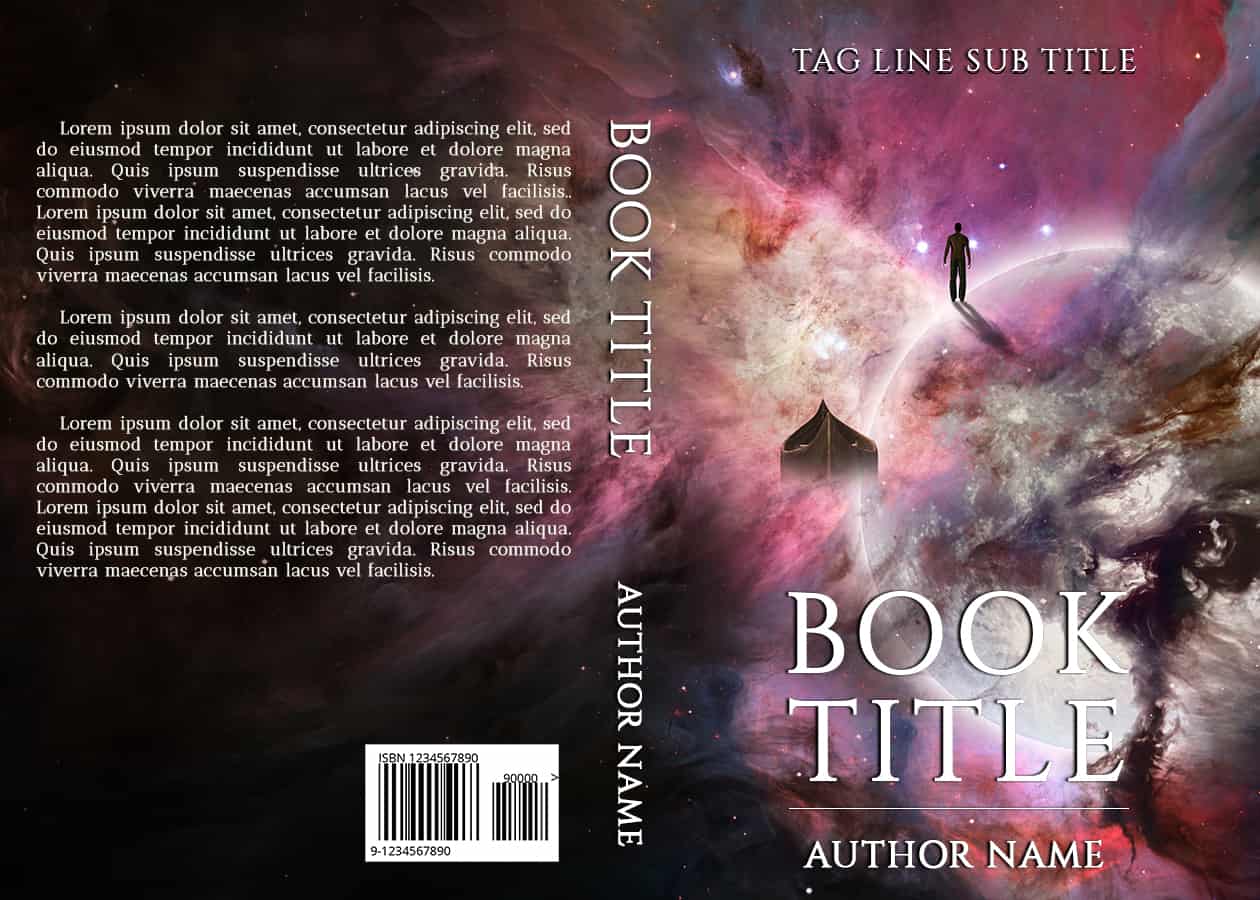 Lorem ipsum dolor sit amet, consectetur adipiscing elit, sed
do eiusmod tempor incididunt ut labore et dolore magna
aliqua. Quis ipsum suspendisse ultrices gravida. Risus
commodo viverra maecenas accumsan lacus vel facilisis..
Lorem ipsum dolor sit amet, consectetur adipiscing elit, sed do
eiusmod tempor incididunt ut labore et dolore magna aliqua.
Quis ipsum suspendisse ultrices gravida. Risus commodo
viverra maecenas accumsan lacus vel facilisis.
Lorem ipsum dolor sit amet, consectetur adipiscing elit, sed
do eiusmod tempor incididunt ut labore et dolore magna
aliqua. Quis ipsum suspendisse ultrices gravida. Risus
commodo viverra maecenas accumsan lacus vel facilisis.
Lorem ipsum dolor sit amet, consectetur adipiscing elit, sed
do eiusmod tempor incididunt ut labore et dolore magna
aliqua. Quis ipsum suspendisse ultrices gravida. Risus
commodo viverra maecenas accumsan lacus vel facilisis.
Lorem ipsum dolor sit amet, consectetur adipiscing elit, sed do
eiusmod tempor incididunt ut labore et dolore magna aliqua.
Quis ipsum suspendisse ultrices gravida. Risus commodo
viverra maecenas accumsan lacus vel facilisis.
ISBN 1234567890
90000 >
9-1234567890
BOOK TITLE
AUTHOR NAME
TAG LINE SUB TITLE
BOOK
TITLE
AUTHOR NAME